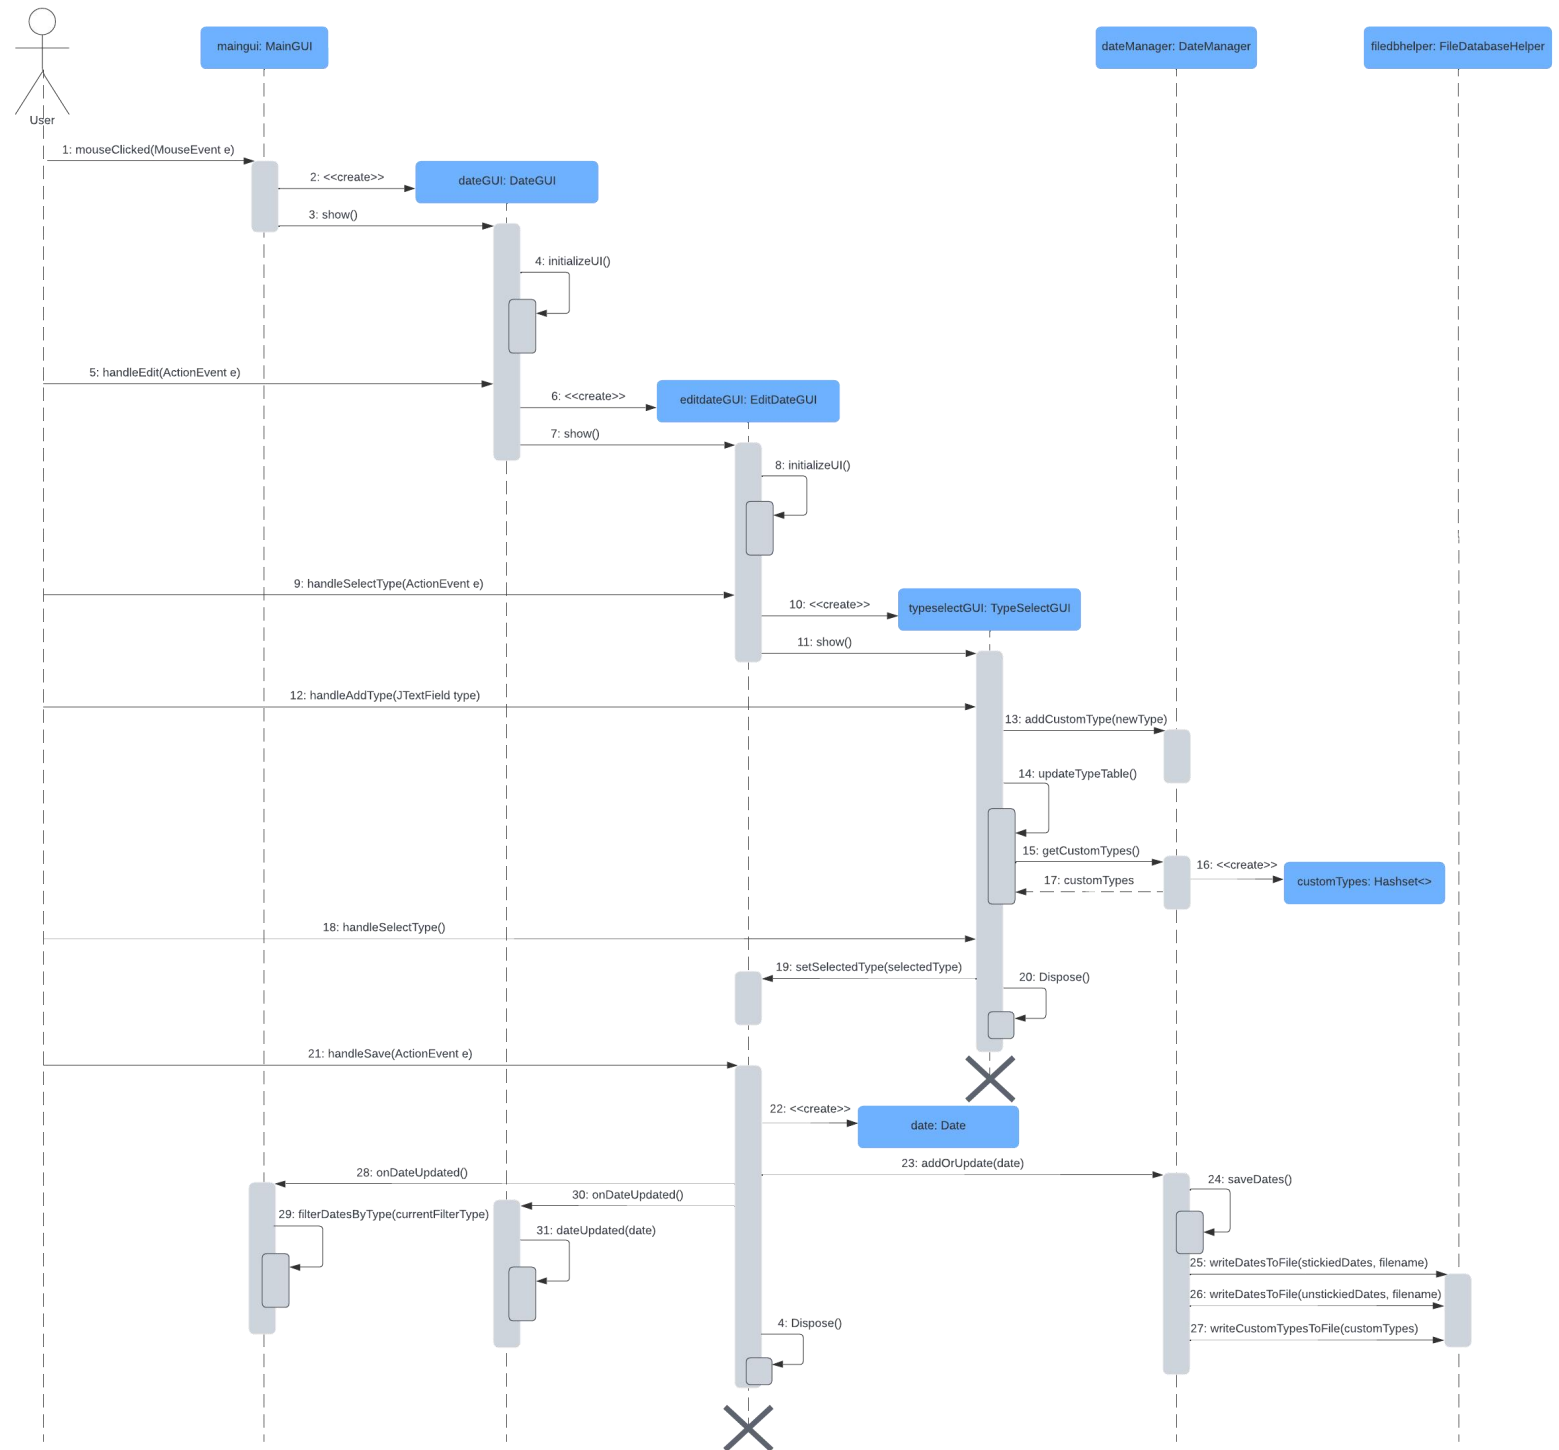 maingui: MainGUI
dateManager: DateManager
filedbhelper: FileDatabaseHelper
User
1: mouseClicked(MouseEvent e)
2: <<create>>
dateGUI: DateGUI
3: show()
4: initializeUI()
5: handleEdit(ActionEvent e)
6: <<create>>
editdateGUI: EditDateGUI
7: show()
8: initializeUI()
9: handleSelectType(ActionEvent e)
10: <<create>>
typeselectGUI: TypeSelectGUI
11: show()
12: handleAddType(JTextField type)
13: addCustomType(newType)
14: updateTypeTable()
15: getCustomTypes()
16: <<create>>
17: customTypes
customTypes: Hashset<>
18: handleSelectType()
19: setSelectedType(selectedType)
20: Dispose()
21: handleSave(ActionEvent e)
22: <<create>>
date: Date
23: addOrUpdate(date)
28: onDateUpdated()
24: saveDates()
30: onDateUpdated()
29: filterDatesByType(currentFilterType)
31: dateUpdated(date)
25: writeDatesToFile(stickiedDates, filename)
26: writeDatesToFile(unstickiedDates, filename)
4: Dispose()
27: writeCustomTypesToFile(customTypes)